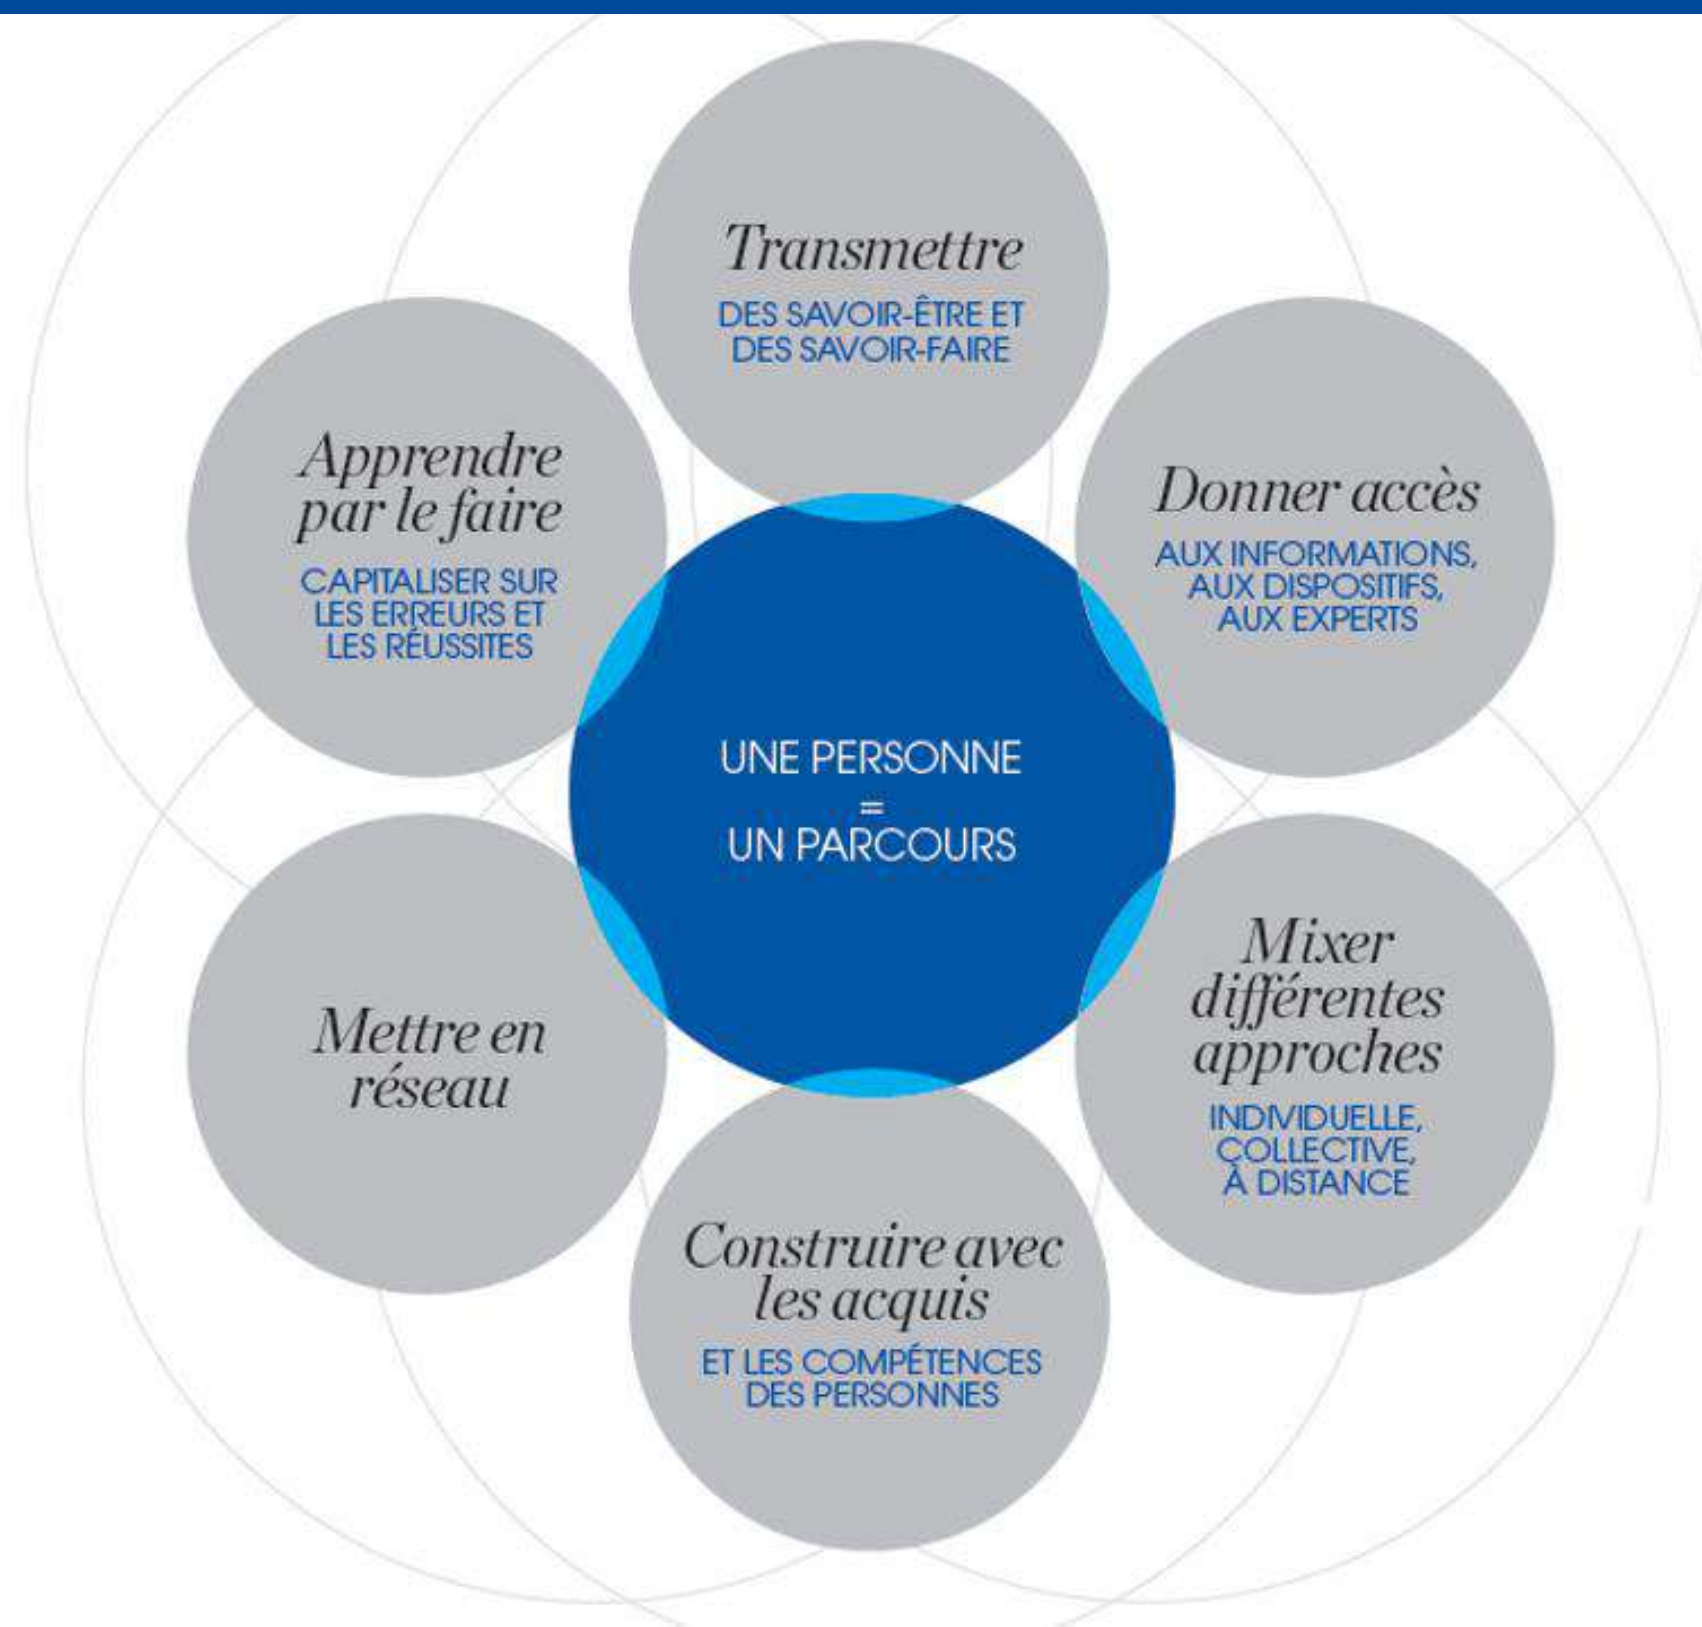 Transmettre
DES SAVOIR-ÊTRE ET
DES SAVOIR-FAIRE
Donner accès
AUX INFORMATIONS,
AUX DISPOSITIFS,
AUX EXPERTS
Mixer
différentes
approches
INDIVIDUELLE,
COLLECTIVE,
À DISTANCE
Construire avec
les acquis
ET LES COMPÉTENCES
DES PERSONNES
Mettre en
réseau
Apprendre
par le faire
CAPITALISER SUR
LES ERREURS ET
LES RÉUSSITES
UNE PERSONNE
=
UN PARCOURS